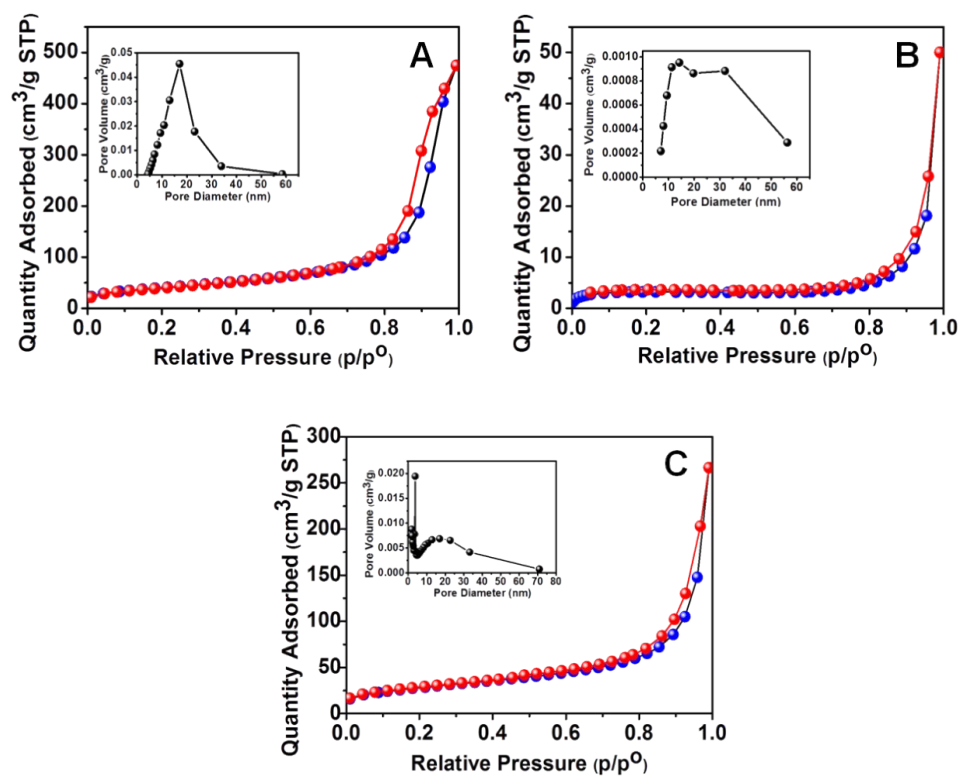 A
Quantity Adsorbed (cm³/g STP)
500
400
300
200
100
0
0.0 0.2 0.4 0.6 0.8 1.0
Relative Pressure (p/pᴼ)
Pore Volume (cm³/g)
0.05
0.04
0.03
0.02
0.01
0.00
0 10 20 30 40 50 60
Pore Diameter (nm)
B
Quantity Adsorbed (cm³/g STP)
50
40
30
20
10
0
0.0 0.2 0.4 0.6 0.8 1.0
Relative Pressure (p/pᴼ)
Pore Volume (cm³/g)
0.0010
0.0008
0.0006
0.0004
0.0002
0.0000
0 10 20 30 40 50 60
Pore Diameter (nm)
C
Quantity Adsorbed (cm³/g STP)
300
250
200
150
100
50
0
0.0 0.2 0.4 0.6 0.8 1.0
Relative Pressure (p/pᴼ)
Pore Volume (cm³/g)
0.020
0.015
0.010
0.005
0.000
0 10 20 30 40 50 60 70 80
Pore Diameter (nm)